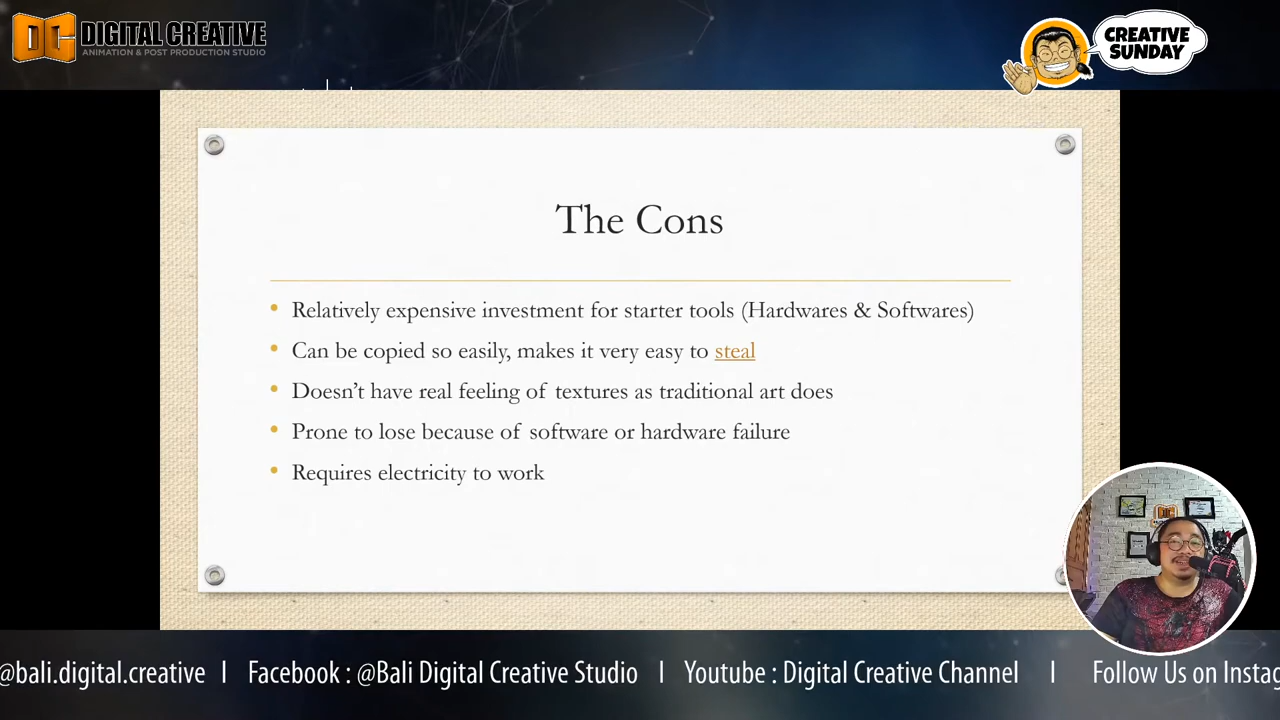 DC DIGITAL CREATIVE
ANIMATION & POST PRODUCTION STUDIO
CREATIVE
SUNDAY
The Cons
• Relatively expensive investment for starter tools (Hardwares & Softwares)
• Can be copied so easily, makes it very easy to steal
• Doesn’t have real feeling of textures as traditional art does
• Prone to lose because of software or hardware failure
• Requires electricity to work
@bali.digital.creative I Facebook : @Bali Digital Creative Studio I Youtube : Digital Creative Channel I Follow Us on Instag